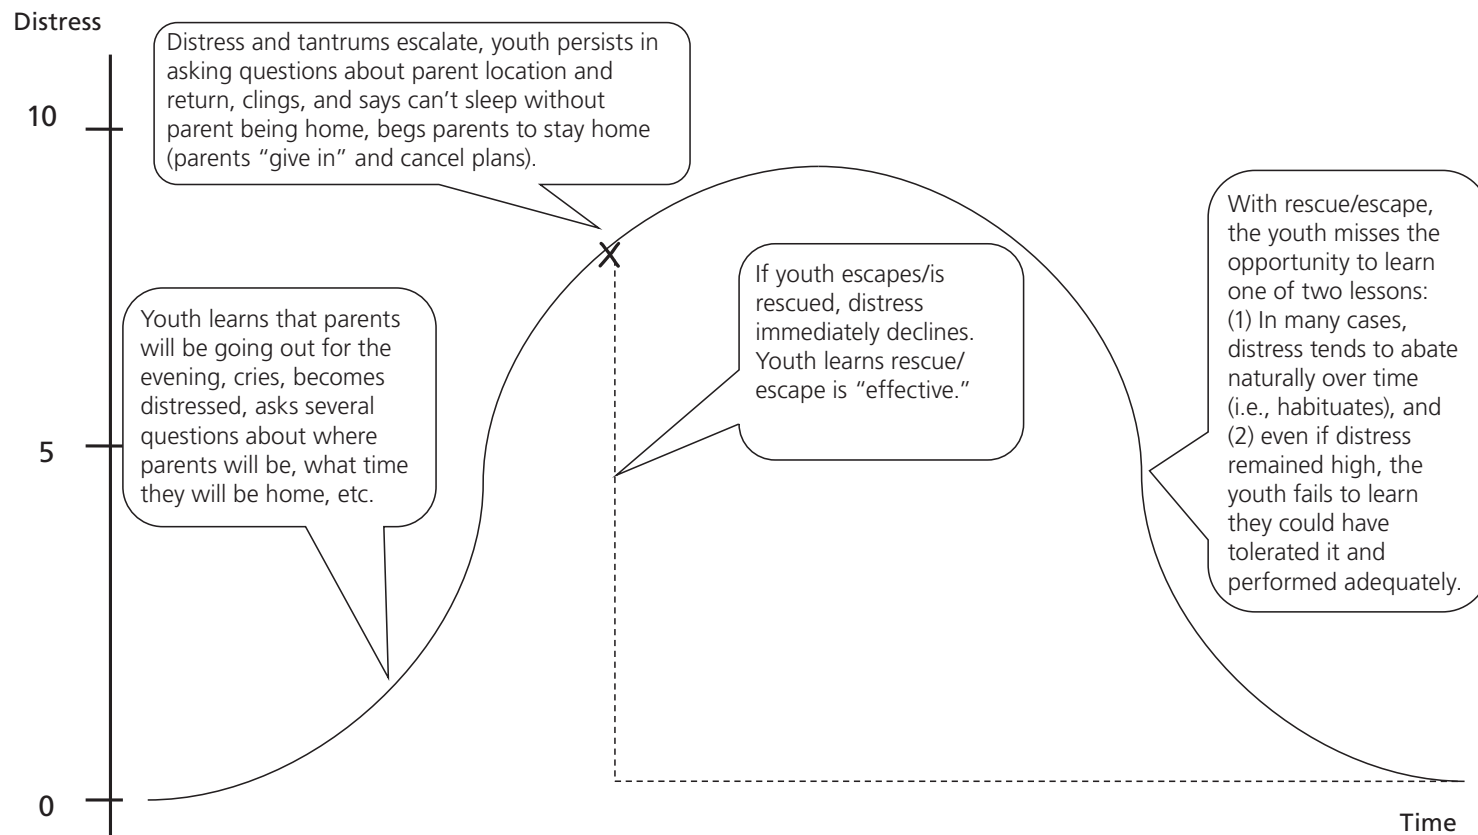 Distress
10
5
0
Time
Distress and tantrums escalate, youth persists in
asking questions about parent location and
return, clings, and says can’t sleep without
parent being home, begs parents to stay home
(parents “give in” and cancel plans).
Youth learns that parents
will be going out for the
evening, cries, becomes
distressed, asks several
questions about where
parents will be, what time
they will be home, etc.
If youth escapes/is
rescued, distress
immediately declines.
Youth learns rescue/
escape is “effective.”
With rescue/escape,
the youth misses the
opportunity to learn
one of two lessons:
(1) In many cases,
distress tends to abate
naturally over time
(i.e., habituates), and
(2) even if distress
remained high, the
youth fails to learn
they could have
tolerated it and
performed adequately.